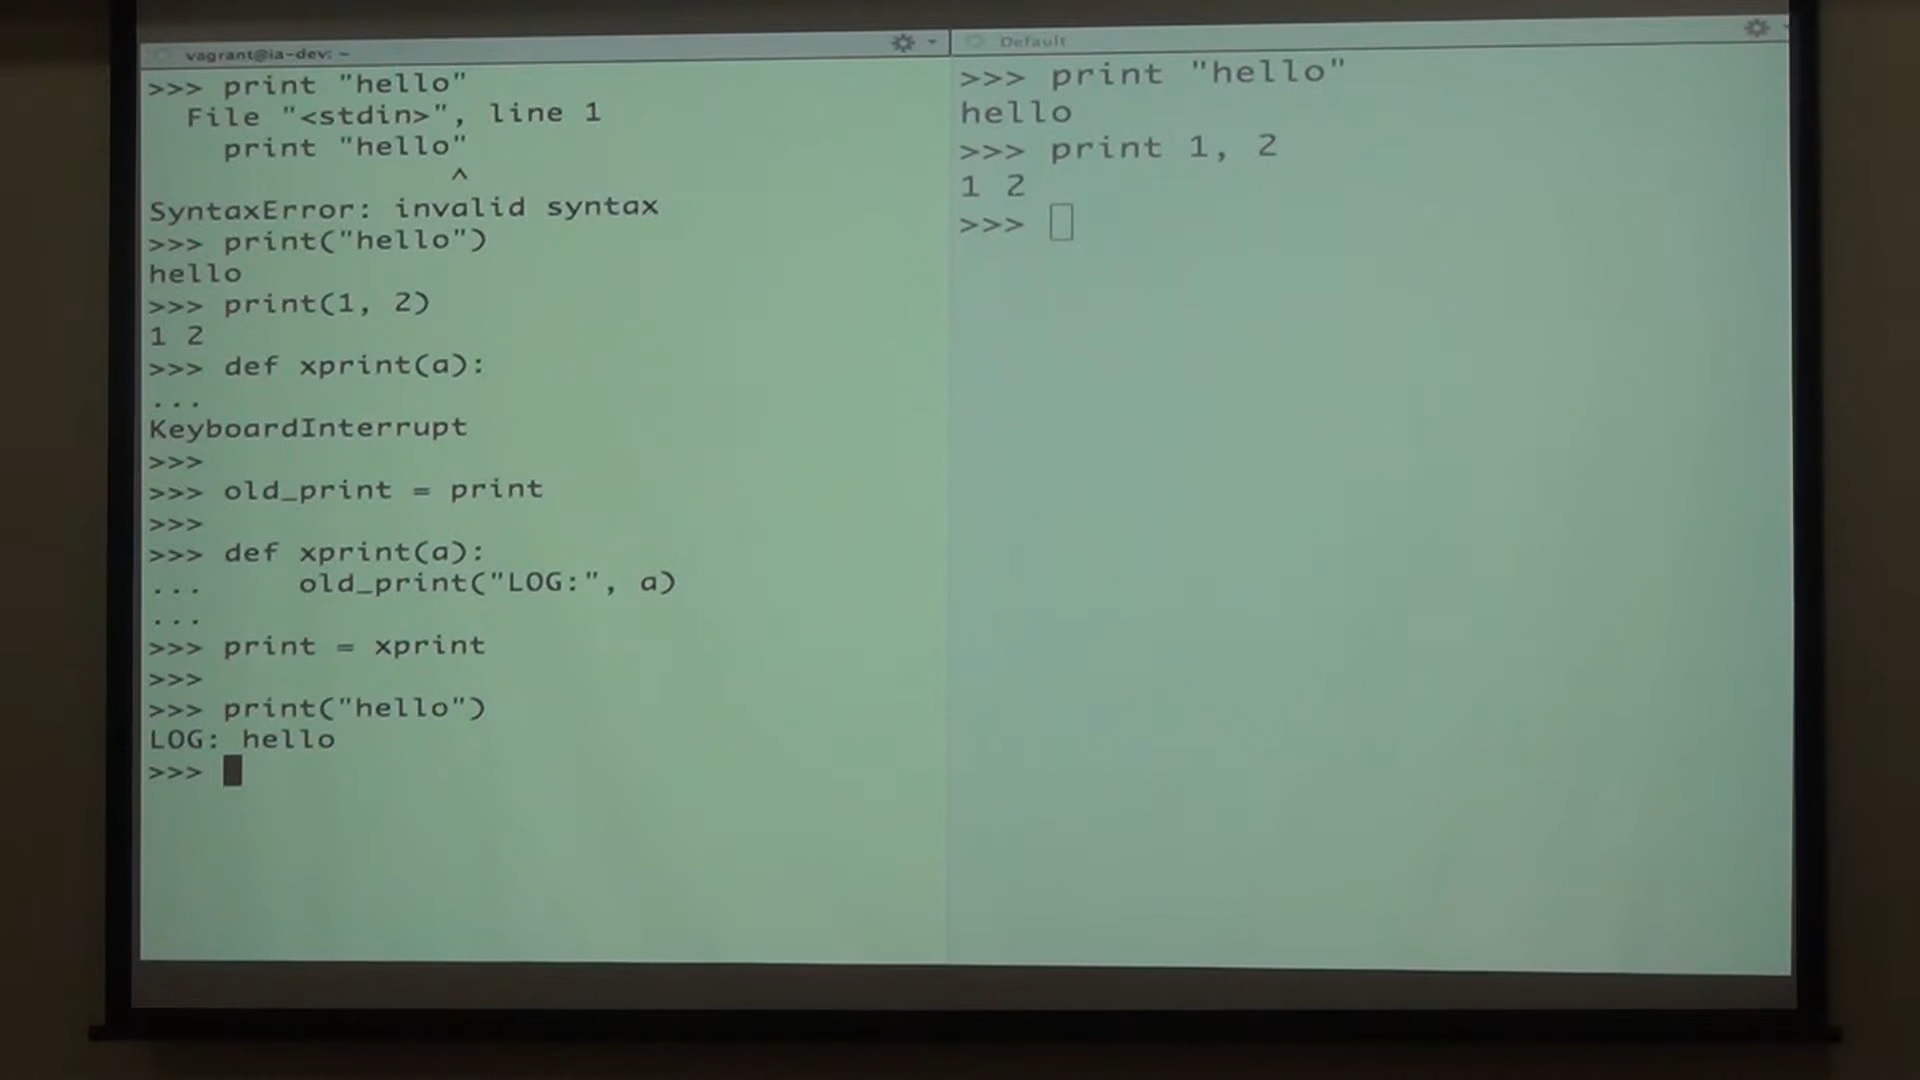 vagrant@ia-dev: ~
>>> print "hello"
  File "<stdin>", line 1
    print "hello"
                ^
SyntaxError: invalid syntax
>>> print("hello")
hello
>>> print(1, 2)
1 2
>>> def xprint(a):
...
KeyboardInterrupt
>>>
>>> old_print = print
>>>
>>> def xprint(a):
...     old_print("LOG:", a)
...
>>> print = xprint
>>>
>>> print("hello")
LOG: hello
>>>
Default
>>> print "hello"
hello
>>> print 1, 2
1 2
>>>